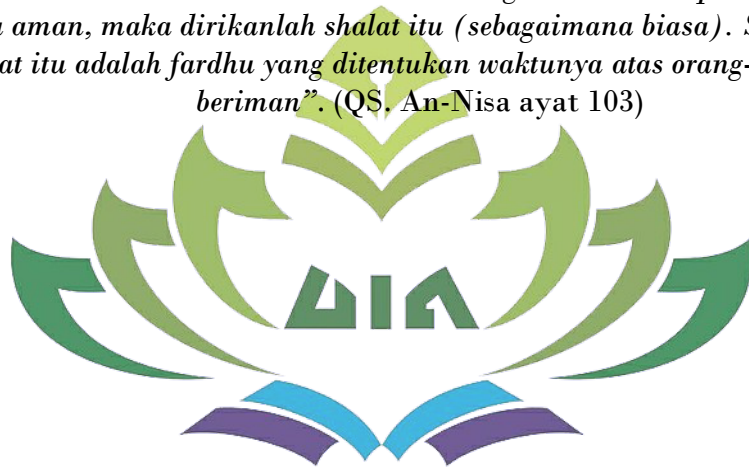 aman, maka dirikanlah shalat itu (sebagaimana biasa).
at itu adalah fardhu yang ditentukan waktunya atas orang-
beriman”. (QS. An-Nisa ayat 103)
UIN